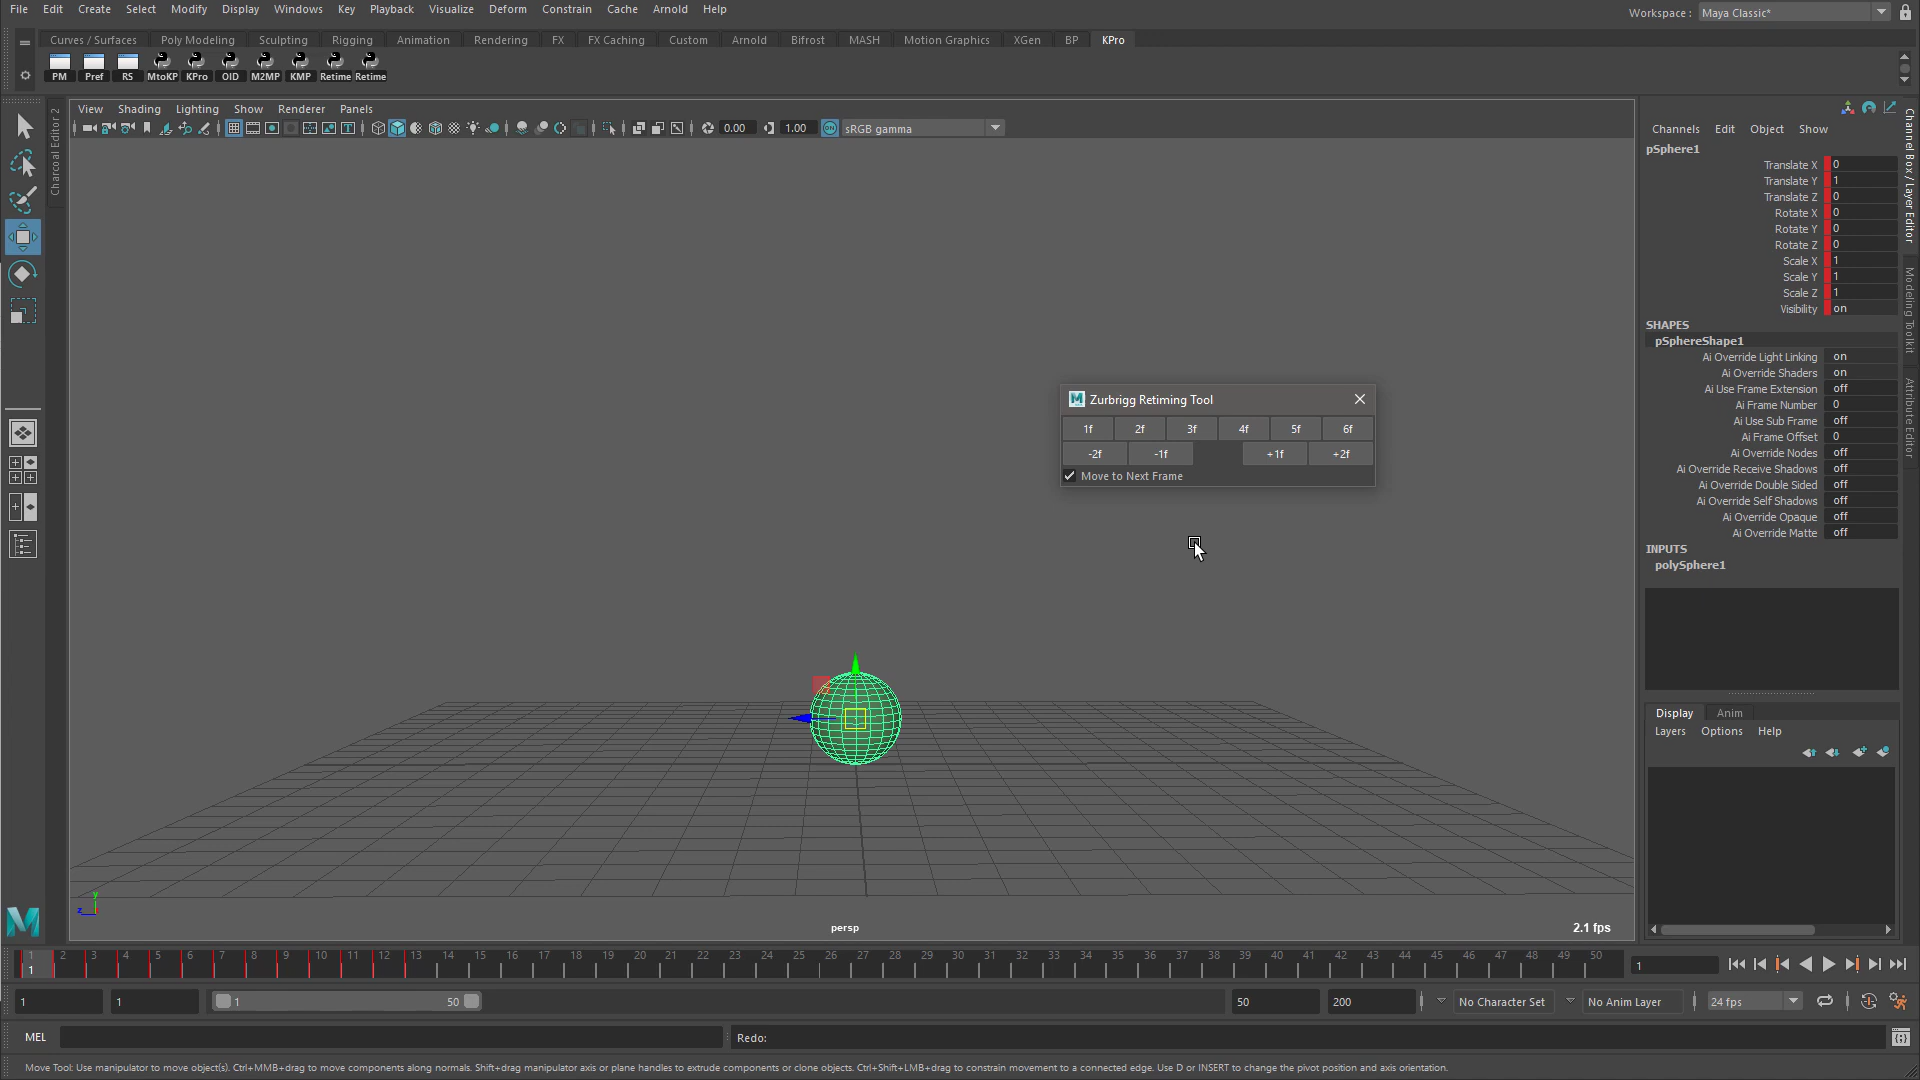 File Edit Create Select Modify Display Windows Key Playback Visualize Deform Constrain Cache Arnold Help
Workspace : Maya Classic*
Curves / Surfaces Poly Modeling Sculpting Rigging Animation Rendering FX FX Caching Custom Arnold Bifrost MASH Motion Graphics XGen BP KPro
PM Pref RS MtoKP KPro OID M2MP KMP Retime Retime
View Shading Lighting Show Renderer Panels
0.00 1.00 ON sRGB gamma
Charcoal Editor 2
Zurbrigg Retiming Tool
1f 2f 3f 4f 5f 6f
-2f -1f +1f +2f
Move to Next Frame
y
z
persp
2.1 fps
Channels Edit Object Show
pSphere1
Translate X 0
Translate Y 1
Translate Z 0
Rotate X 0
Rotate Y 0
Rotate Z 0
Scale X 1
Scale Y 1
Scale Z 1
Visibility on
SHAPES
pSphereShape1
Ai Override Light Linking on
Ai Override Shaders on
Ai Use Frame Extension off
Ai Frame Number 0
Ai Use Sub Frame off
Ai Frame Offset 0
Ai Override Nodes off
Ai Override Receive Shadows off
Ai Override Double Sided off
Ai Override Self Shadows off
Ai Override Opaque off
Ai Override Matte off
INPUTS
polySphere1
Channel Box / Layer Editor
Modeling Toolkit
Attribute Editor
Display Anim
Layers Options Help
1 2 3 4 5 6 7 8 9 10 11 12 13 14 15 16 17 18 19 20 21 22 23 24 25 26 27 28 29 30 31 32 33 34 35 36 37 38 39 40 41 42 43 44 45 46 47 48 49 50
1 1
1 1 1 50 50 200 No Character Set No Anim Layer 24 fps
MEL Redo:
Move Tool: Use manipulator to move object(s). Ctrl+MMB+drag to move components along normals. Shift+drag manipulator axis or plane handles to extrude components or clone objects. Ctrl+Shift+LMB+drag to constrain movement to a connected edge. Use D or INSERT to change the pivot position and axis orientation.